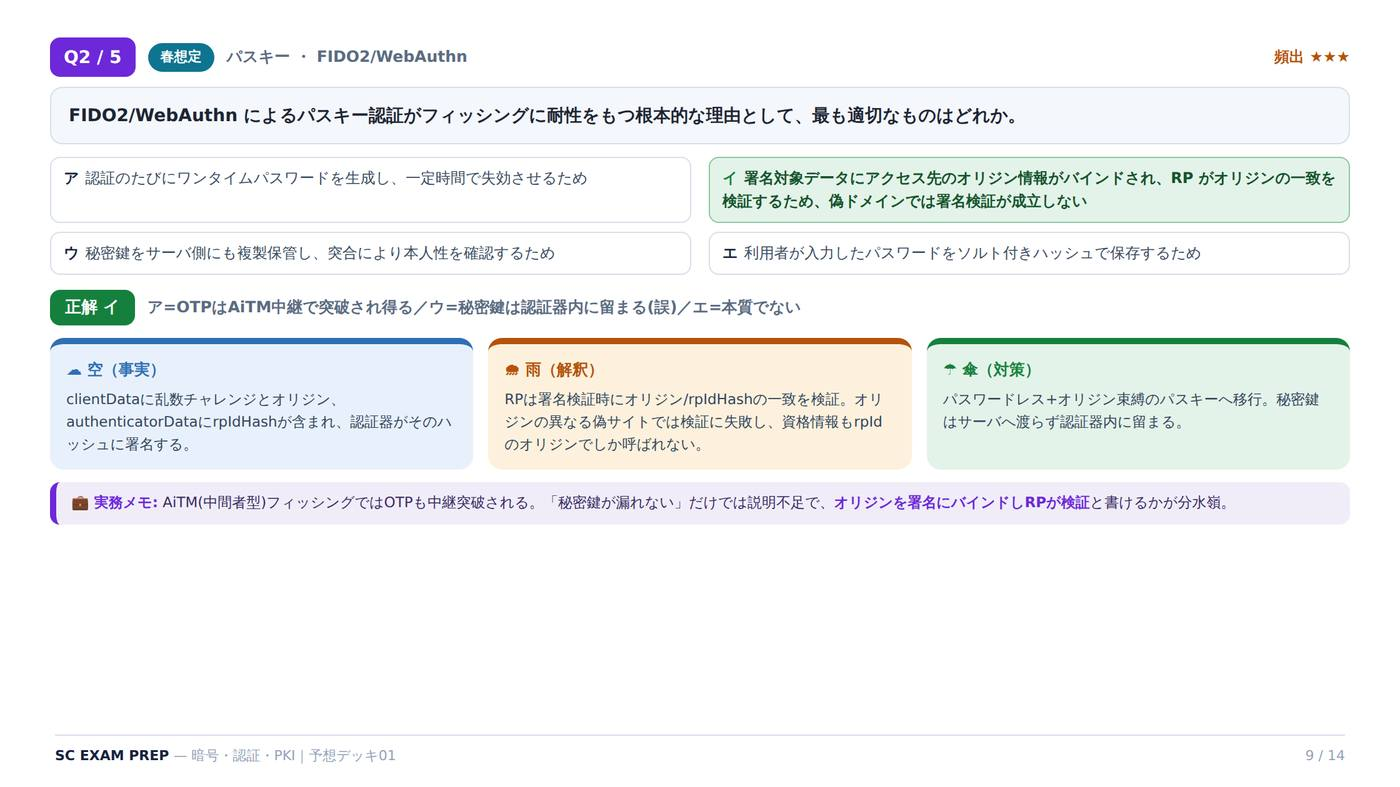 Q2 / 5 春想定 パスキー ・ FIDO2/WebAuthn 頻出 ★★★
FIDO2/WebAuthn によるパスキー認証がフィッシングに耐性をもつ根本的な理由として、最も適切なものはどれか。
ア 認証のたびにワンタイムパスワードを生成し、一定時間で失効させるため
イ 署名対象データにアクセス先のオリジン情報がバインドされ、RP がオリジンの一致を
検証するため、偽ドメインでは署名検証が成立しない
ウ 秘密鍵をサーバ側にも複製保管し、突合により本人性を確認するため
エ 利用者が入力したパスワードをソルト付きハッシュで保存するため
正解 イ ア=OTPはAiTM中継で突破され得る／ウ=秘密鍵は認証器内に留まる(誤)／エ=本質でない
☁ 空（事実）
clientDataに乱数チャレンジとオリジン、
authenticatorDataにrpIdHashが含まれ、認証器がそのハ
ッシュに署名する。
🌧 雨（解釈）
RPは署名検証時にオリジン/rpIdHashの一致を検証。オリ
ジンの異なる偽サイトでは検証に失敗し、資格情報もrpId
のオリジンでしか呼ばれない。
☂ 傘（対策）
パスワードレス+オリジン束縛のパスキーへ移行。秘密鍵
はサーバへ渡らず認証器内に留まる。
💼 実務メモ: AiTM(中間者型)フィッシングではOTPも中継突破される。「秘密鍵が漏れない」だけでは説明不足で、オリジンを署名にバインドしRPが検証と書けるかが分水嶺。
SC EXAM PREP — 暗号・認証・PKI｜予想デッキ01 9 / 14